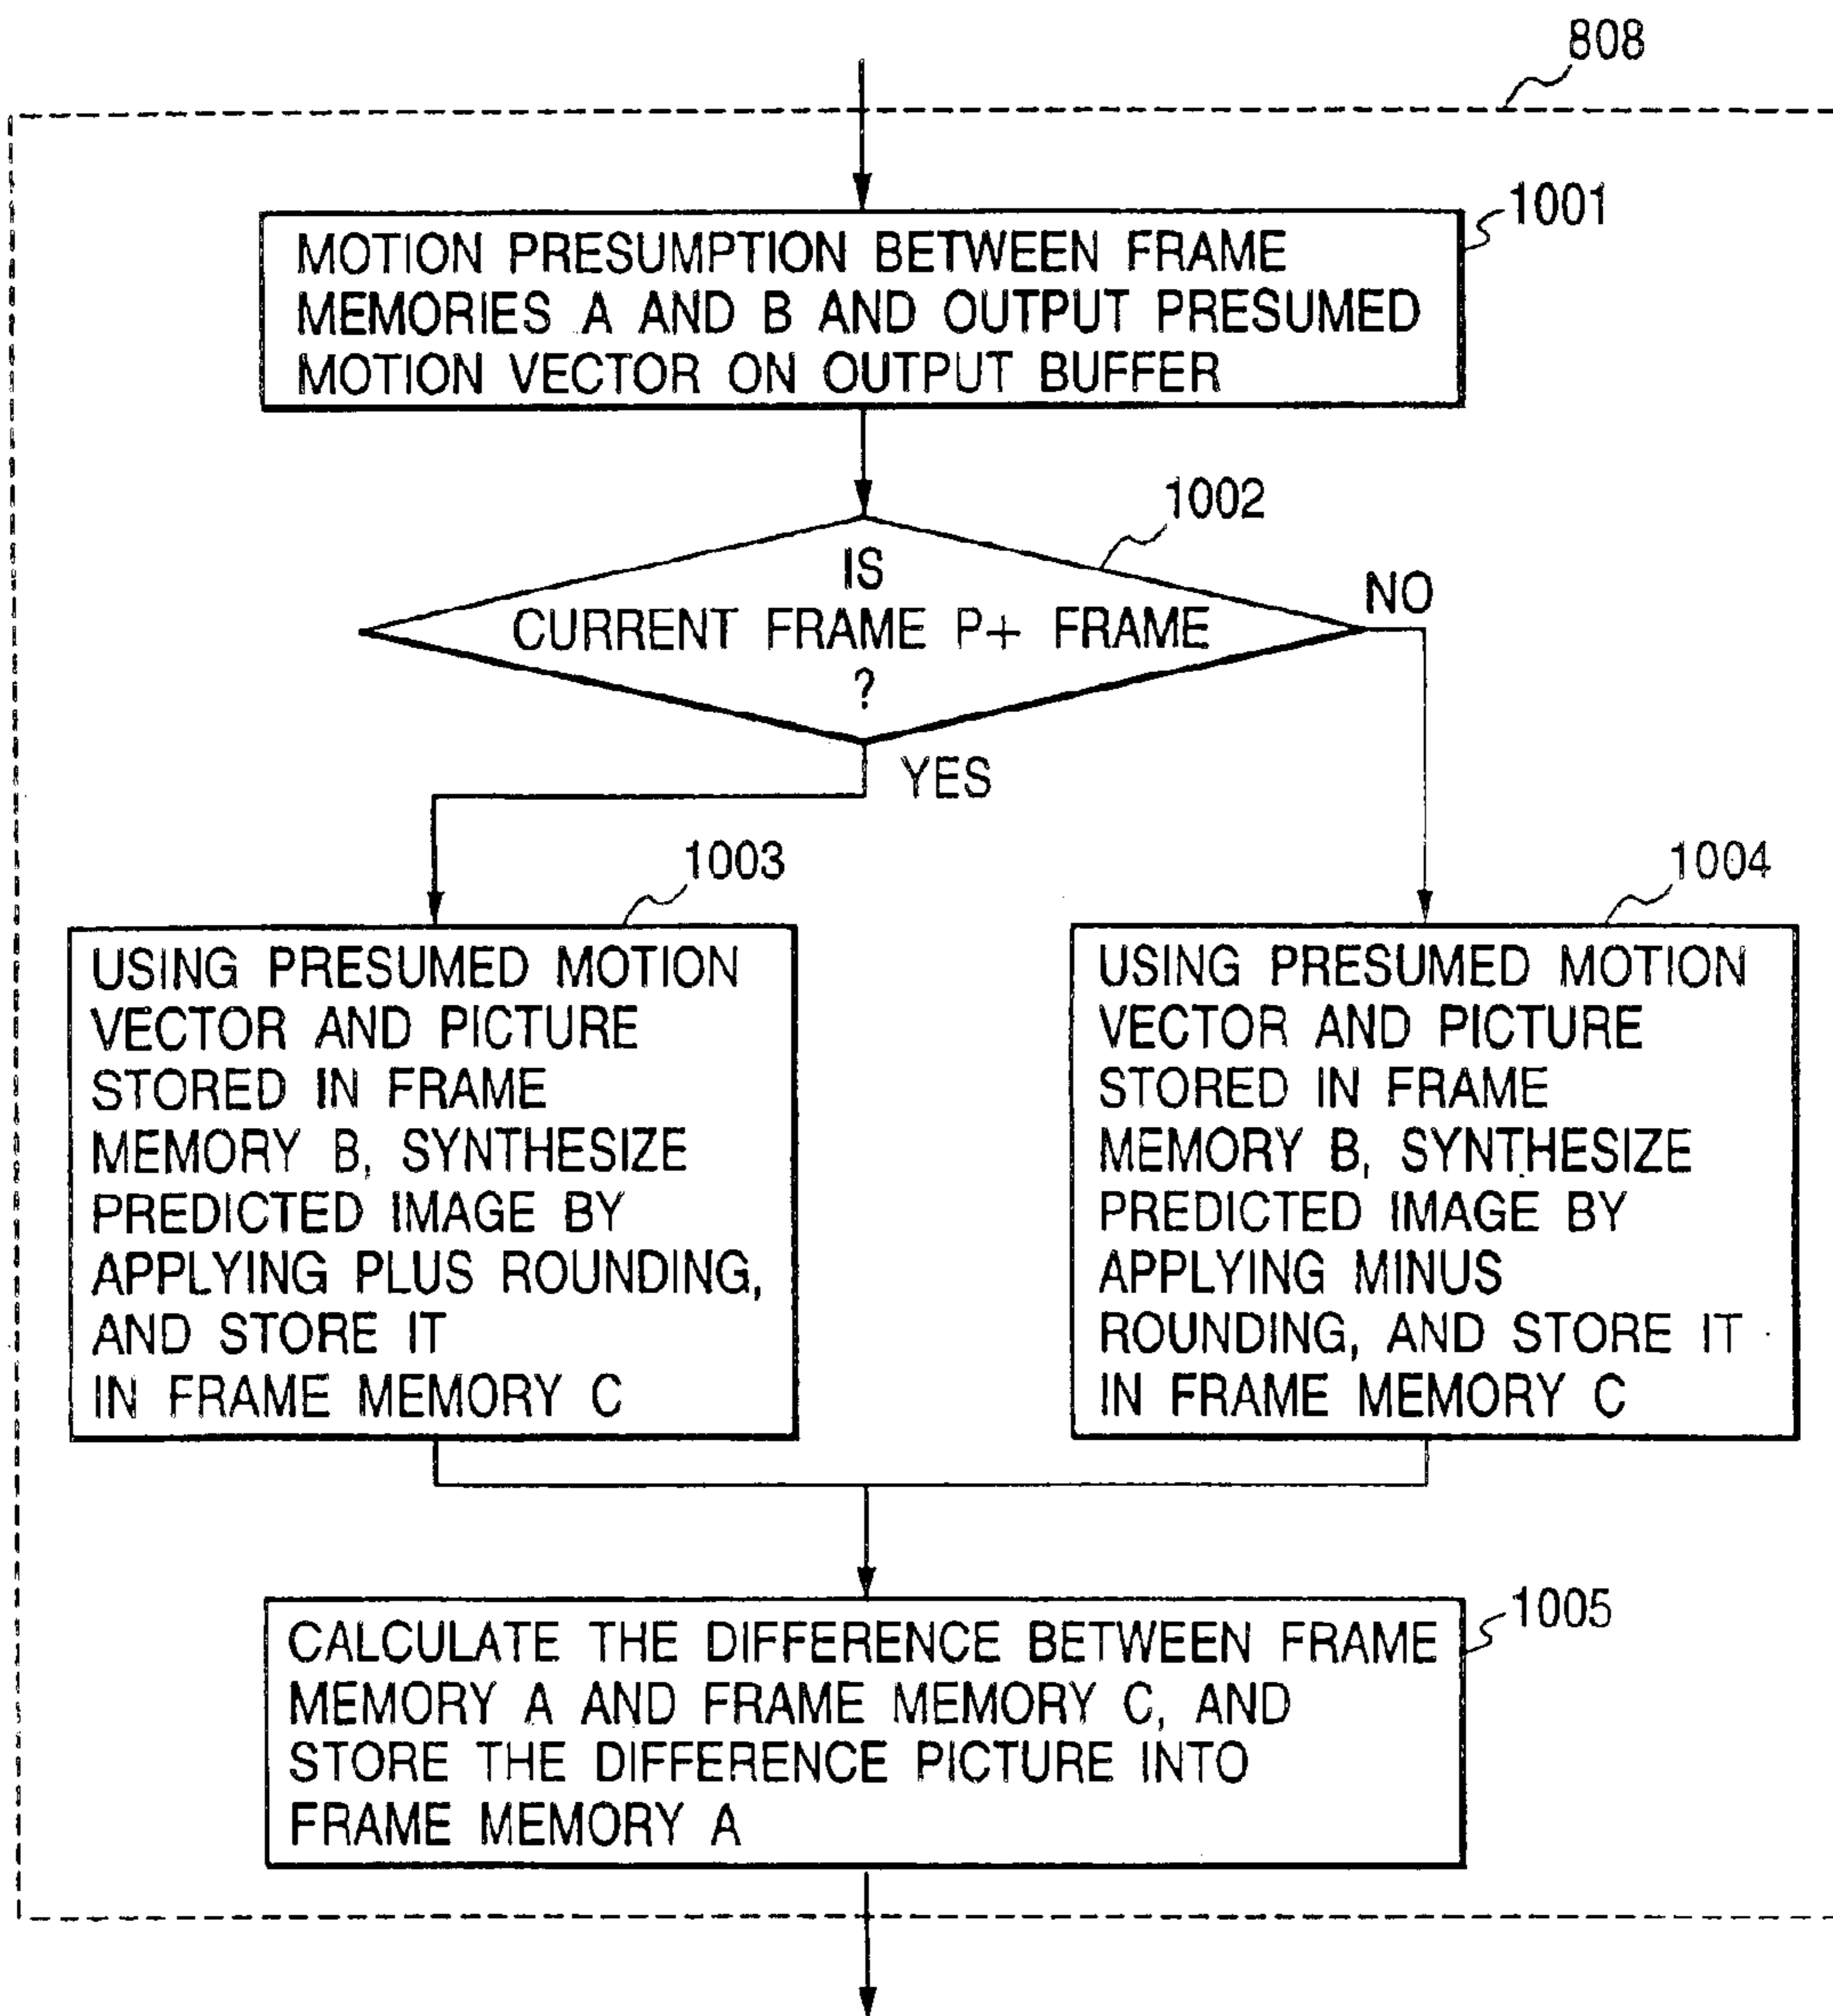 808
1001
MOTION PRESUMPTION BETWEEN FRAME
MEMORIES A AND B AND OUTPUT PRESUMED
MOTION VECTOR ON OUTPUT BUFFER
1002
IS
CURRENT FRAME P+ FRAME
?
NO
YES
1003
USING PRESUMED MOTION
VECTOR AND PICTURE
STORED IN FRAME
MEMORY B, SYNTHESIZE
PREDICTED IMAGE BY
APPLYING PLUS ROUNDING,
AND STORE IT
IN FRAME MEMORY C
1004
USING PRESUMED MOTION
VECTOR AND PICTURE
STORED IN FRAME
MEMORY B, SYNTHESIZE
PREDICTED IMAGE BY
APPLYING MINUS
ROUNDING, AND STORE IT
IN FRAME MEMORY C
1005
CALCULATE THE DIFFERENCE BETWEEN FRAME
MEMORY A AND FRAME MEMORY C, AND
STORE THE DIFFERENCE PICTURE INTO
FRAME MEMORY A